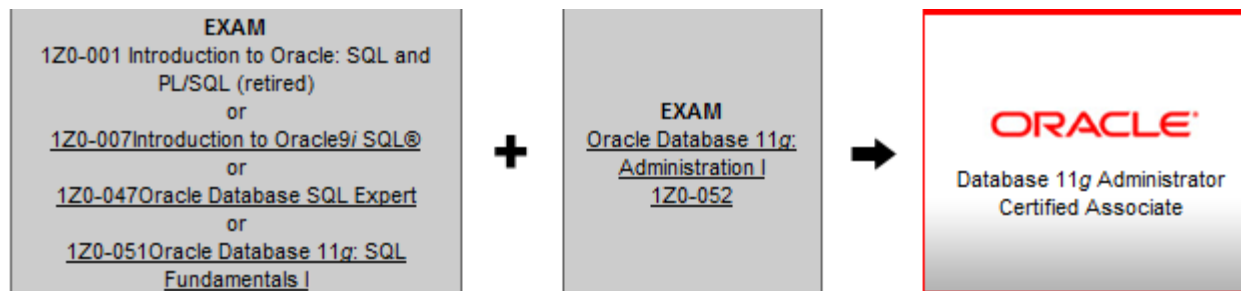 EXAM
1Z0-001 Introduction to Oracle: SQL and
PL/SQL (retired)
or
1Z0-007Introduction to Oracle9i SQL®
or
1Z0-047Oracle Database SQL Expert
or
1Z0-051Oracle Database 11g: SQL
Fundamentals I
EXAM
Oracle Database 11g:
Administration I
1Z0-052
ORACLE
Database 11g Administrator
Certified Associate